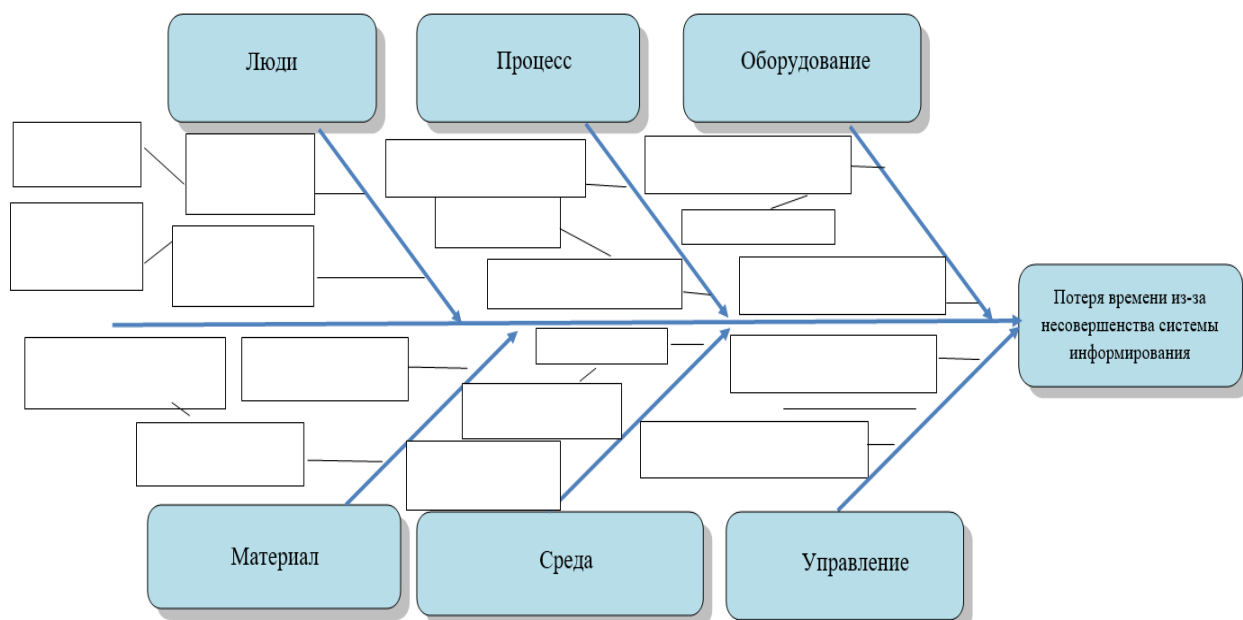 Люди
Процесс
Оборудование
Потеря времени из-за
несовершенства системы
информирования
Материал
Среда
Управление